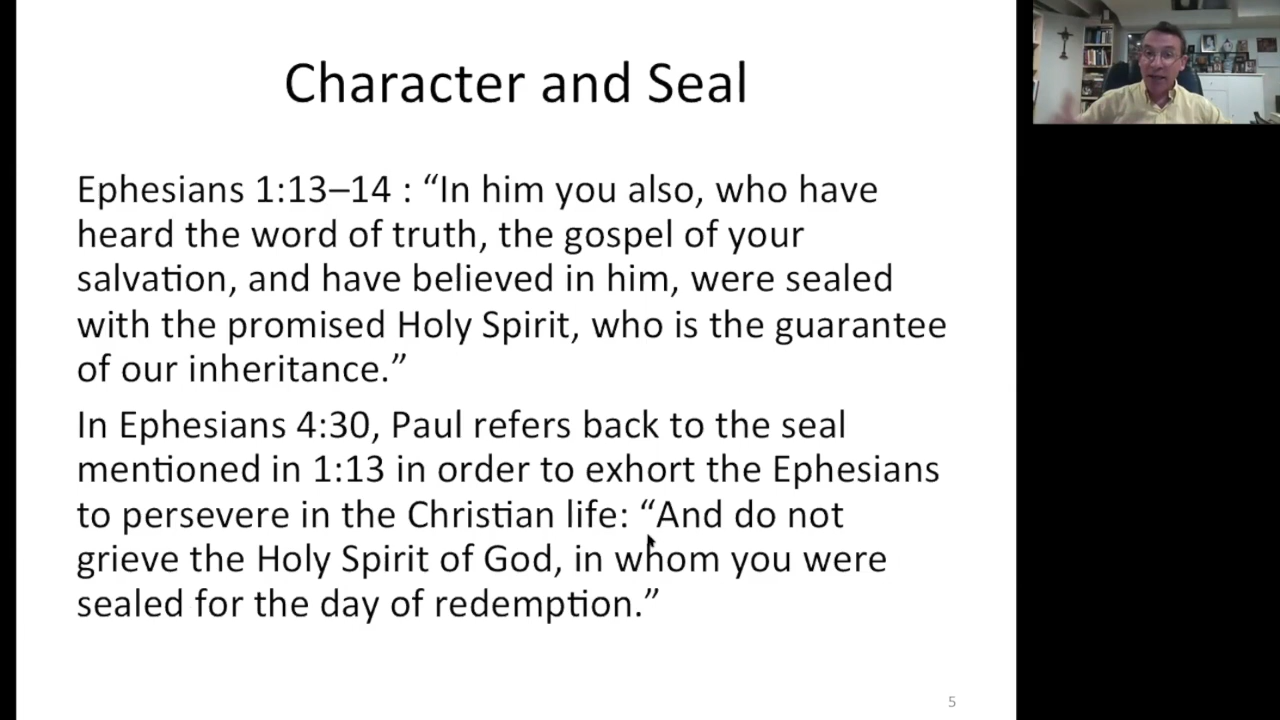 Character and Seal
Ephesians 1:13–14 : “In him you also, who have
heard the word of truth, the gospel of your
salvation, and have believed in him, were sealed
with the promised Holy Spirit, who is the guarantee
of our inheritance.”
In Ephesians 4:30, Paul refers back to the seal
mentioned in 1:13 in order to exhort the Ephesians
to persevere in the Christian life: “And do not
grieve the Holy Spirit of God, in whom you were
sealed for the day of redemption.”
5